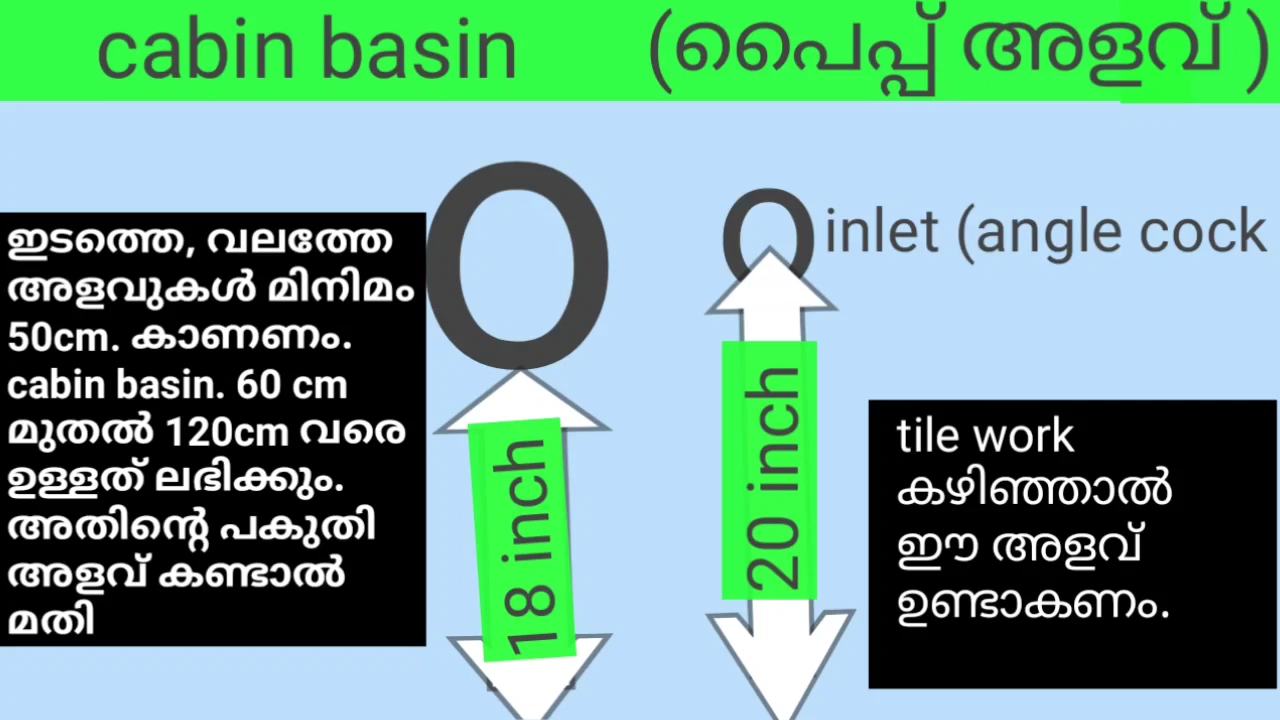 cabin basin (പൈപ്പ് അളവ് )
ഇടത്തെ, വലത്തേ
അളവുകൾ മിനിമം
50cm. കാണണം.
cabin basin. 60 cm
മുതൽ 120cm വരെ
ഉള്ളത് ലഭിക്കും.
അതിന്റെ പകുതി
അളവ് കണ്ടാൽ
മതി
O
18 inch
O inlet (angle cock
20 inch
tile work
കഴിഞ്ഞാൽ
ഈ അളവ്
ഉണ്ടാകണം.